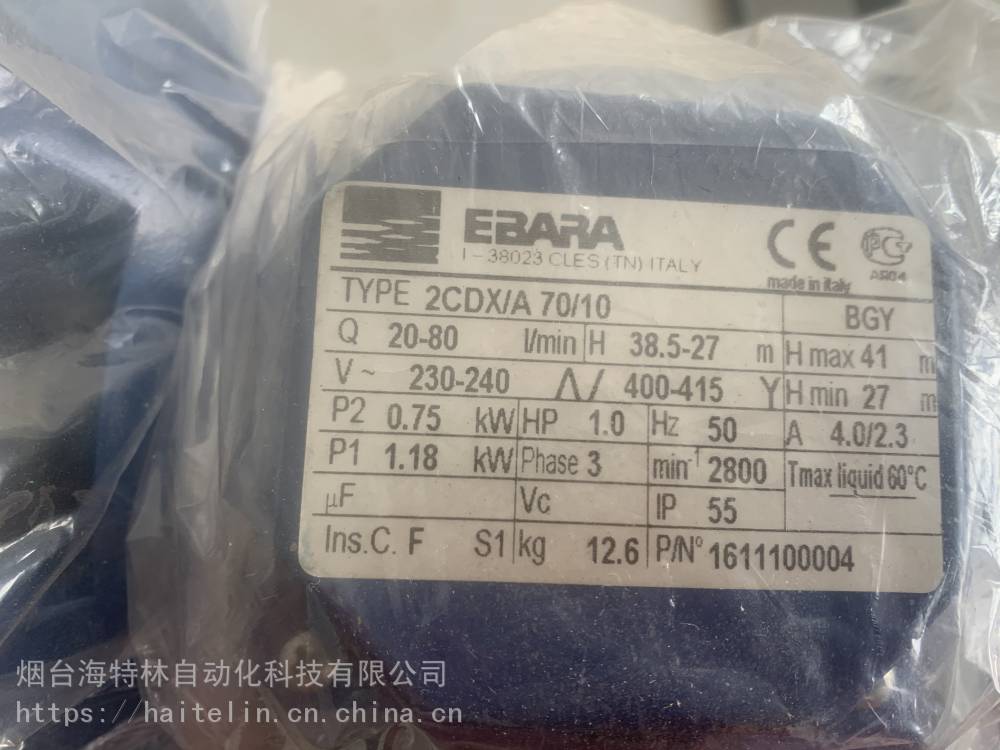 EBARA
I - 38023 CLES (TN) ITALY
CE
made in italy
AR04
TYPE 2CDX/A 70/10 BGY
Q 20-80 l/min H 38.5-27 m H max 41 m
V ~ 230-240 Δ/ 400-415 Y H min 27 m
P2 0.75 kW HP 1.0 Hz 50 A 4.0/2.3
P1 1.18 kW Phase 3 min⁻¹ 2800 Tmax liquid 60°C
μF Vc IP 55
Ins.C. F S1 kg 12.6 P/N° 1611100004
烟台海特林自动化科技有限公司
https://haitelin.cn.china.cn